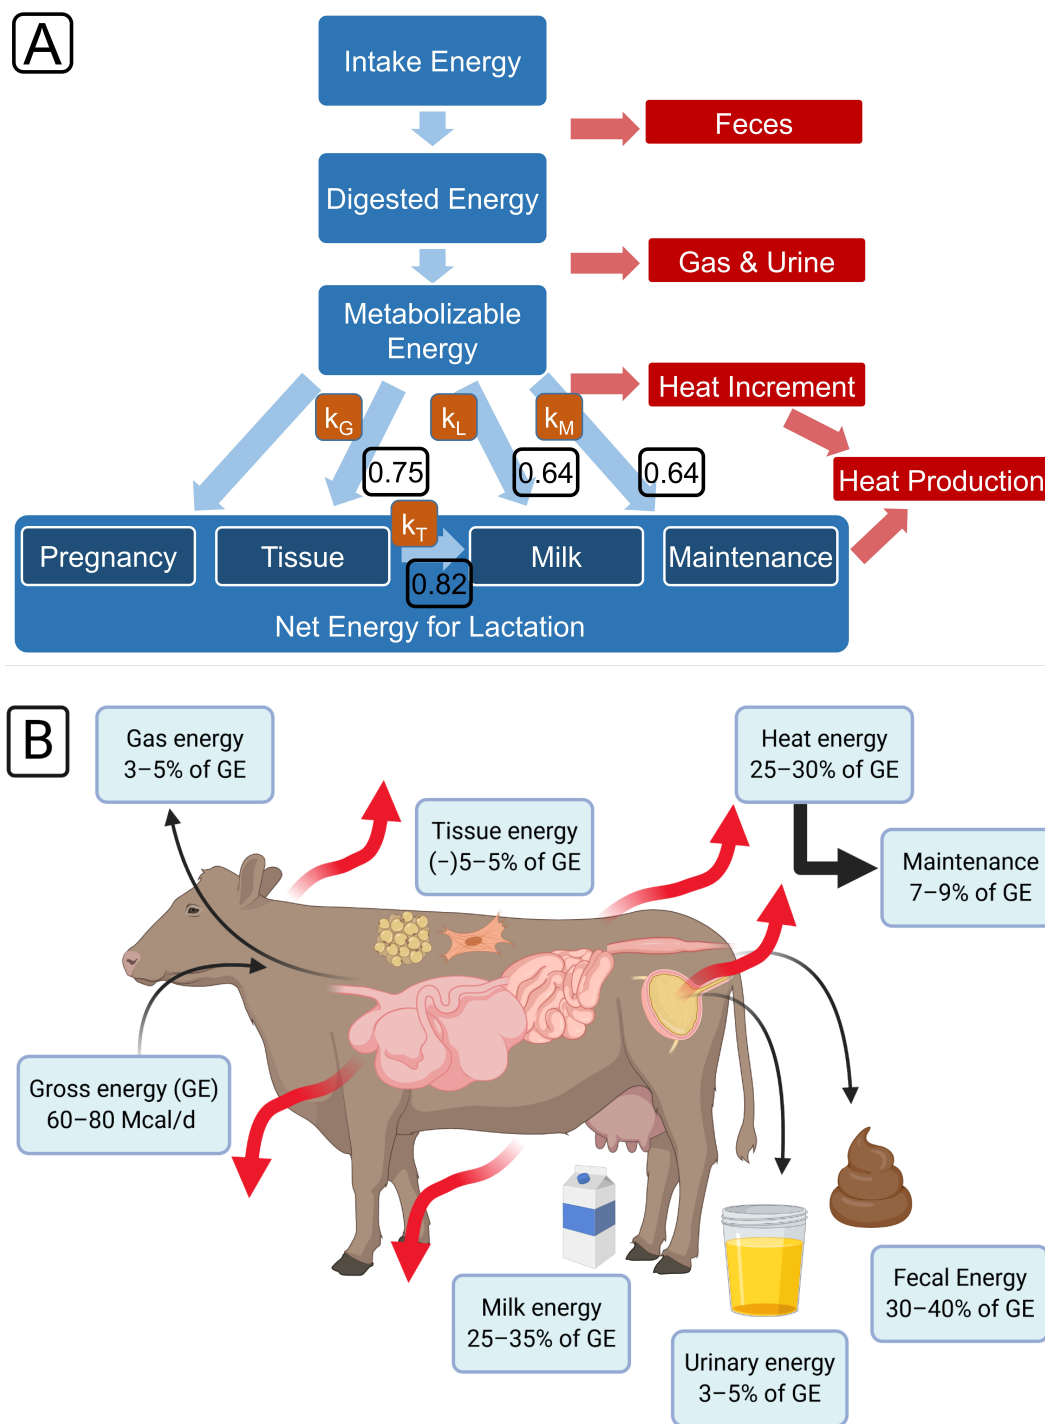 A
Intake Energy
Feces
Digested Energy
Gas & Urine
Metabolizable
Energy
Heat Increment
kG
kL
kM
0.75
0.64
0.64
Heat Production
kT
Pregnancy
Tissue
Milk
Maintenance
0.82
Net Energy for Lactation
B
Gas energy
3–5% of GE
Heat energy
25–30% of GE
Tissue energy
(−)5–5% of GE
Maintenance
7–9% of GE
Gross energy (GE)
60–80 Mcal/d
Milk energy
25–35% of GE
Fecal Energy
30–40% of GE
Urinary energy
3–5% of GE